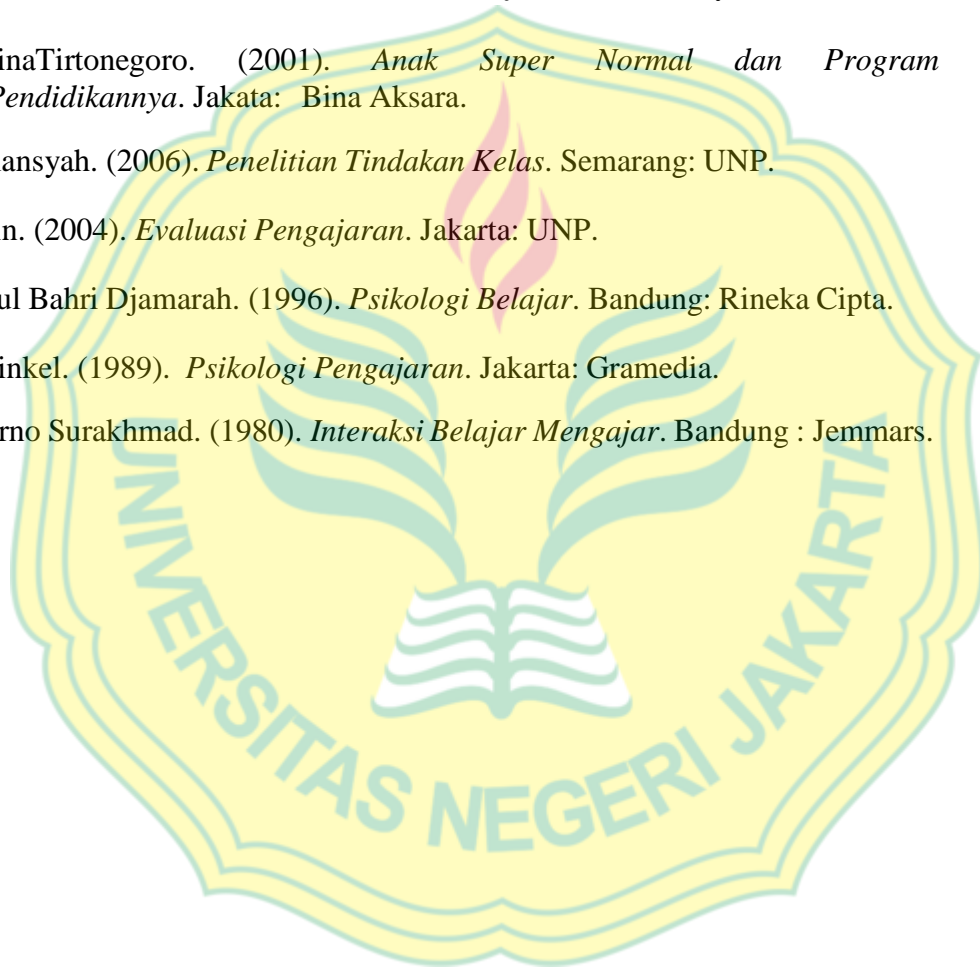 inaTirtonegoro. (2001). Anak Super Normal dan Program
Pendidikannya. Jakata: Bina Aksara.
ansyah. (2006). Penelitian Tindakan Kelas. Semarang: UNP.
n. (2004). Evaluasi Pengajaran. Jakarta: UNP.
ul Bahri Djamarah. (1996). Psikologi Belajar. Bandung: Rineka Cipta.
inkel. (1989). Psikologi Pengajaran. Jakarta: Gramedia.
rno Surakhmad. (1980). Interaksi Belajar Mengajar. Bandung : Jemmars.
UNIVERSITAS NEGERI JAKARTA